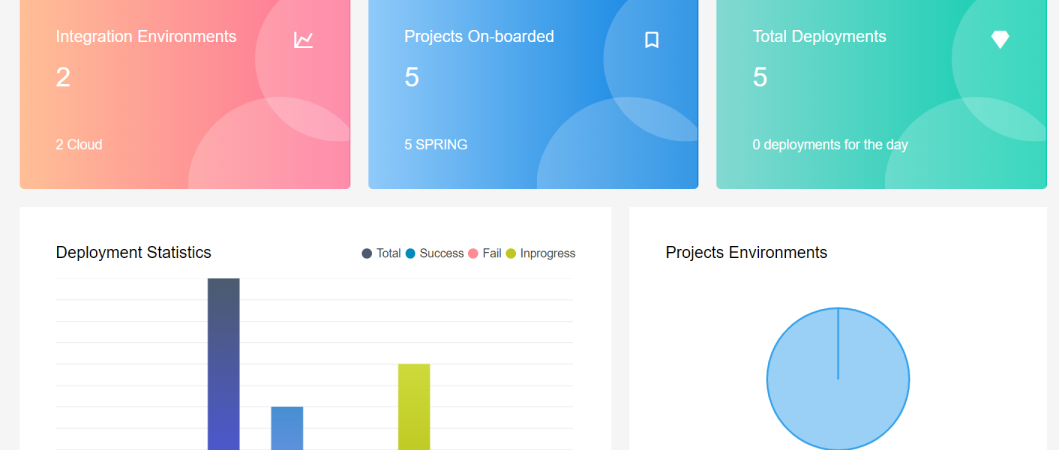 Integration Environments
2
2 Cloud
Projects On-boarded
5
5 SPRING
Total Deployments
5
0 deployments for the day
Deployment Statistics
Total Success Fail Inprogress
Projects Environments